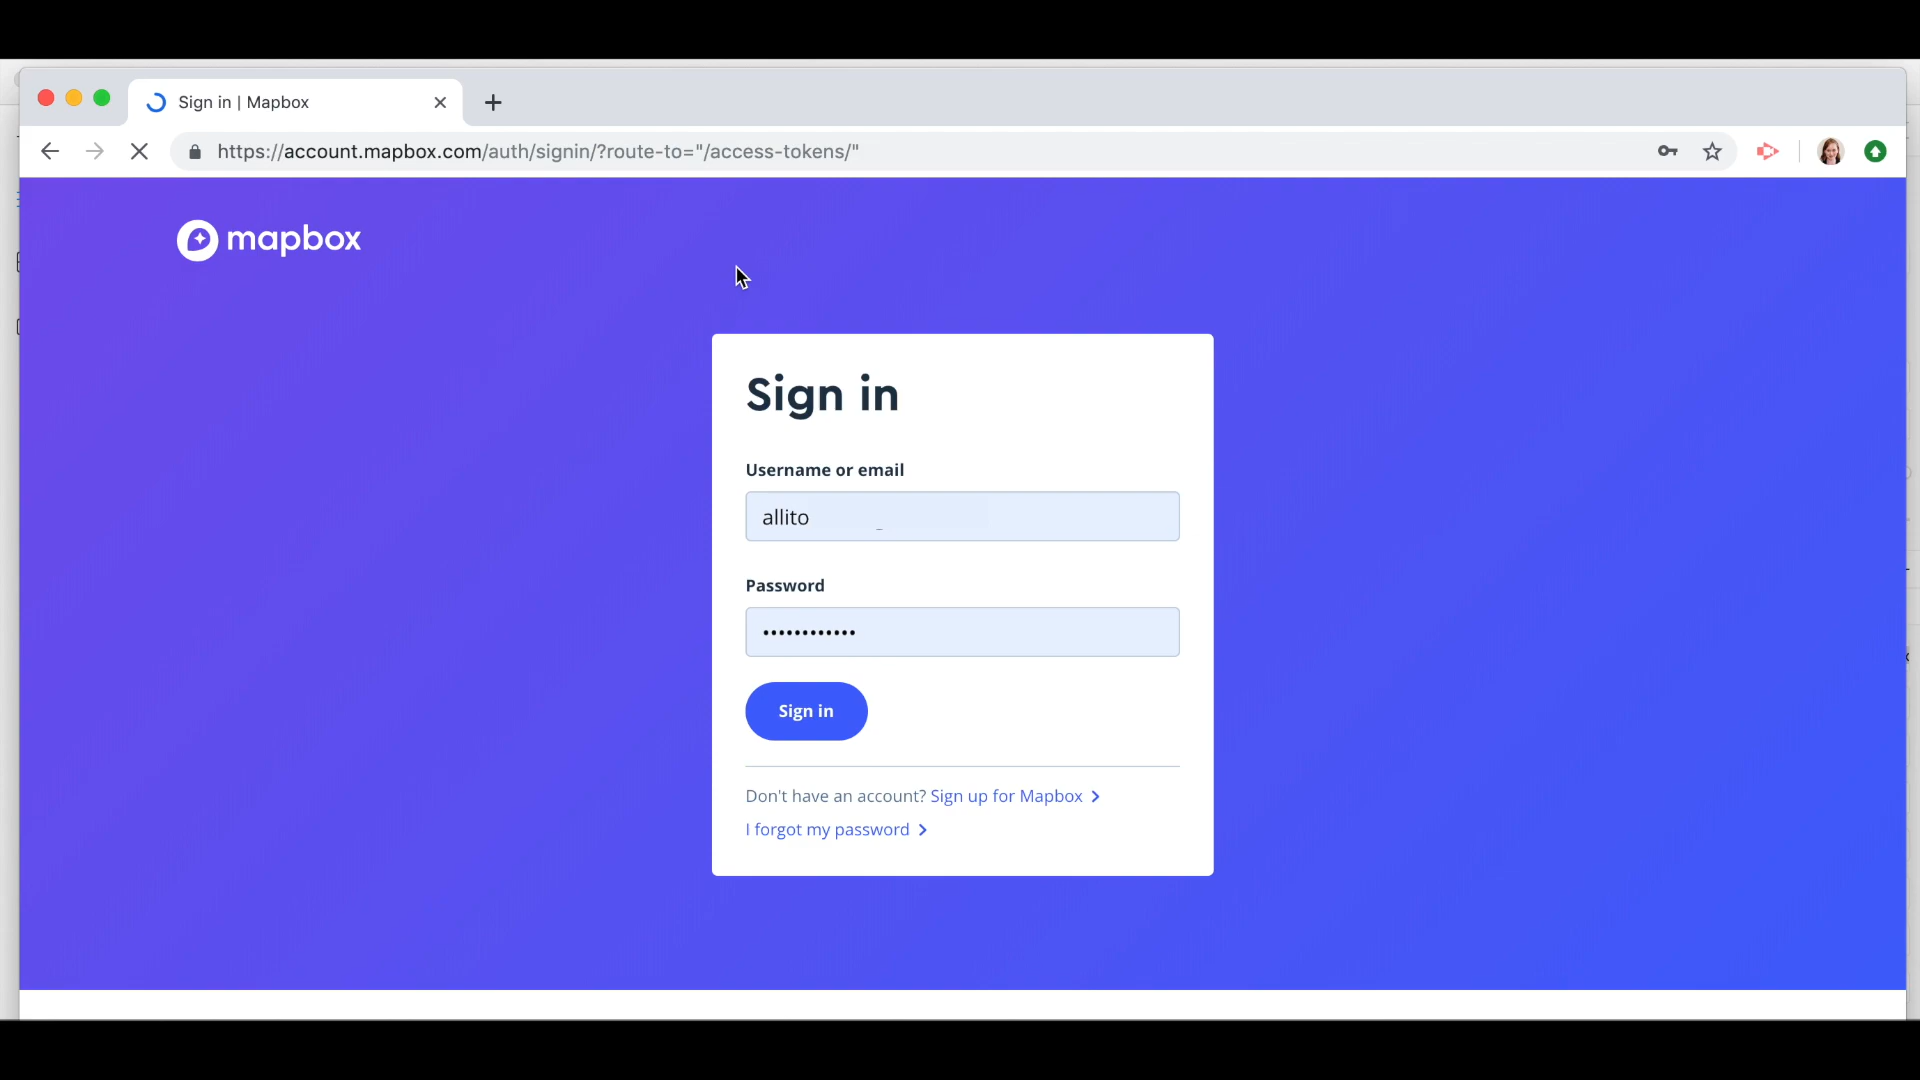 Sign in | Mapbox
https://account.mapbox.com/auth/signin/?route-to="/access-tokens/"
mapbox
Sign in
Username or email
allito
Password
Sign in
Don't have an account? Sign up for Mapbox
I forgot my password